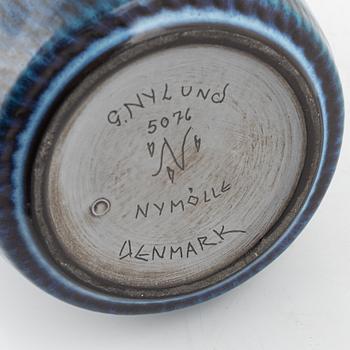 G. NYLUND
5076
N
NYMÖLLE
DENMARK